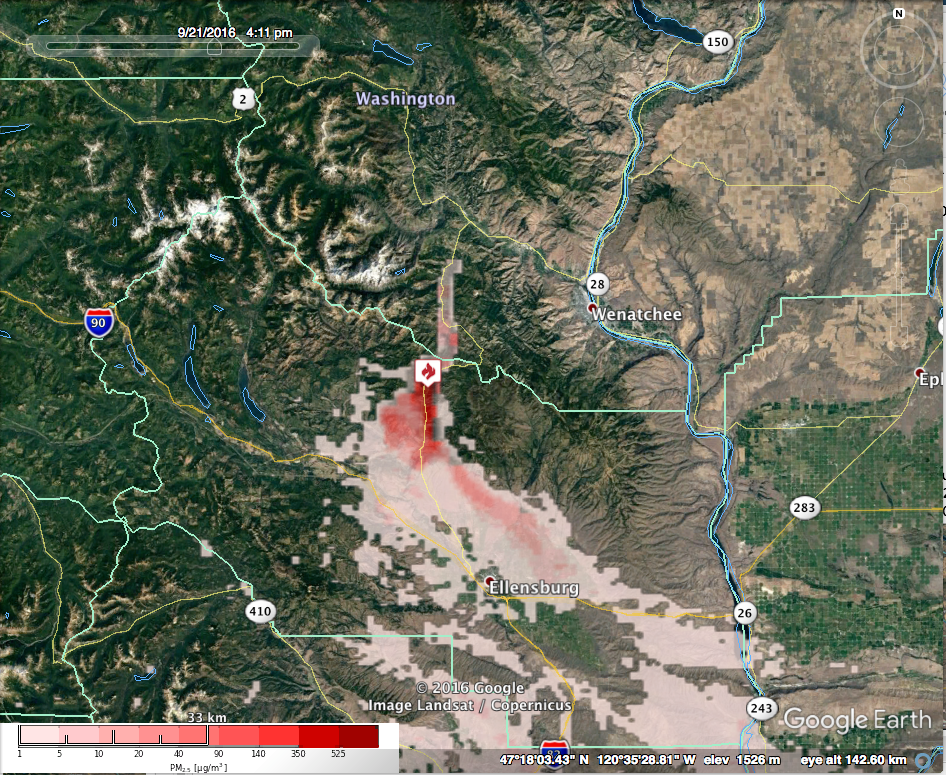 9/21/2016 4:11 pm
N
150
2
Washington
28
Wenatchee
90
Eph
283
Ellensburg
410
26
© 2016 Google
Image Landsat / Copernicus
243
Google Earth
33 km
82
1 5 10 20 40 90 140 350 525
PM2.5 [µg/m³]
47°18'03.43" N 120°35'28.81" W elev 1526 m eye alt 142.60 km